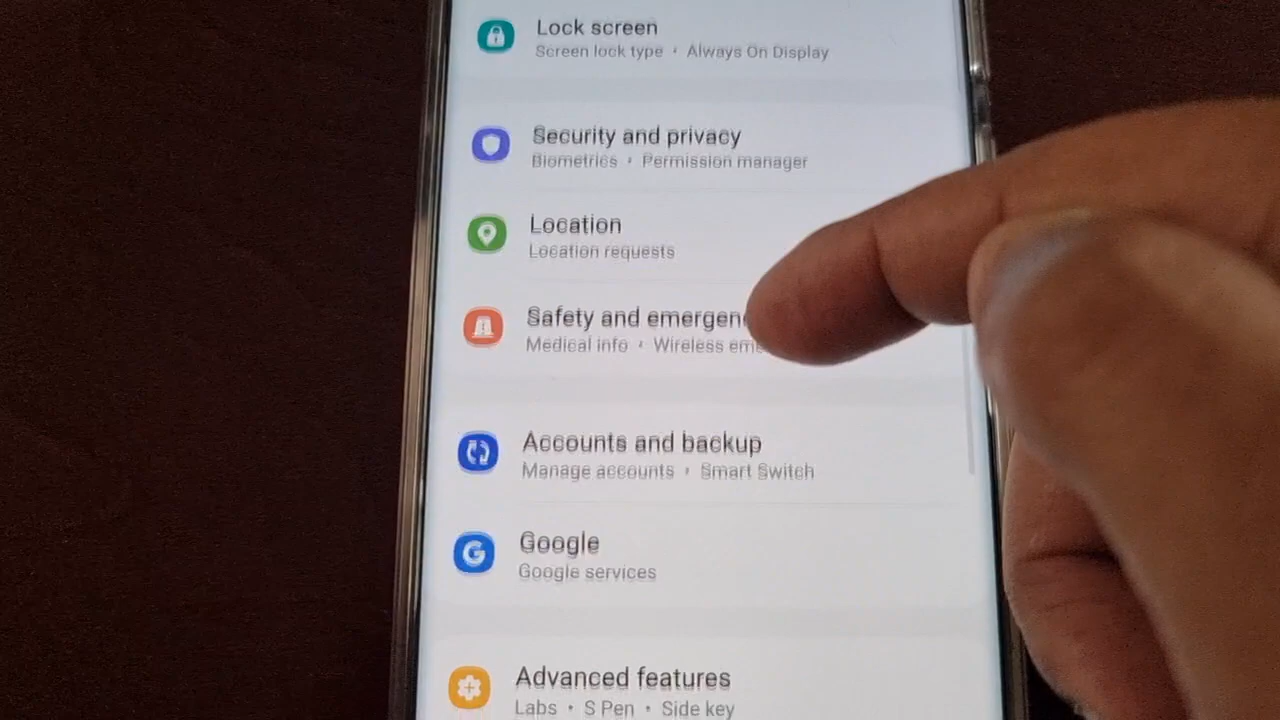 Lock screen
Screen lock type • Always On Display
Security and privacy
Biometrics • Permission manager
Location
Location requests
Safety and emergen
Medical info • Wireless eme
Accounts and backup
Manage accounts • Smart Switch
Google
Google services
Advanced features
Labs • S Pen • Side key